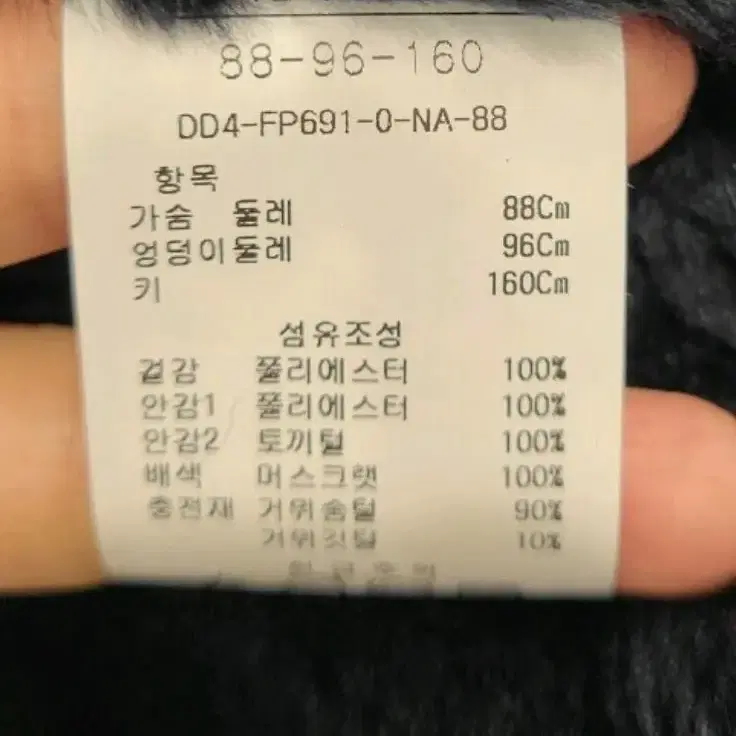 88-96-160
DD4-FP691-0-NA-88
항목
가슴 둘레 88Cm
엉덩이둘레 96Cm
키 160Cm
섬유조성
겉감 폴리에스터 100%
안감1 폴리에스터 100%
안감2 토끼털 100%
배색 머스크랫 100%
충전재 거위솜털 90%
거위깃털 10%